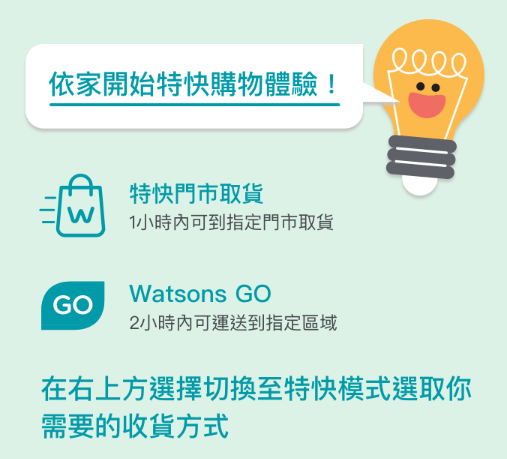 依家開始特快購物體驗！
W
特快門市取貨
1小時內可到指定門市取貨
GO
Watsons GO
2小時內可運送到指定區域
在右上方選擇切換至特快模式選取你
需要的收貨方式